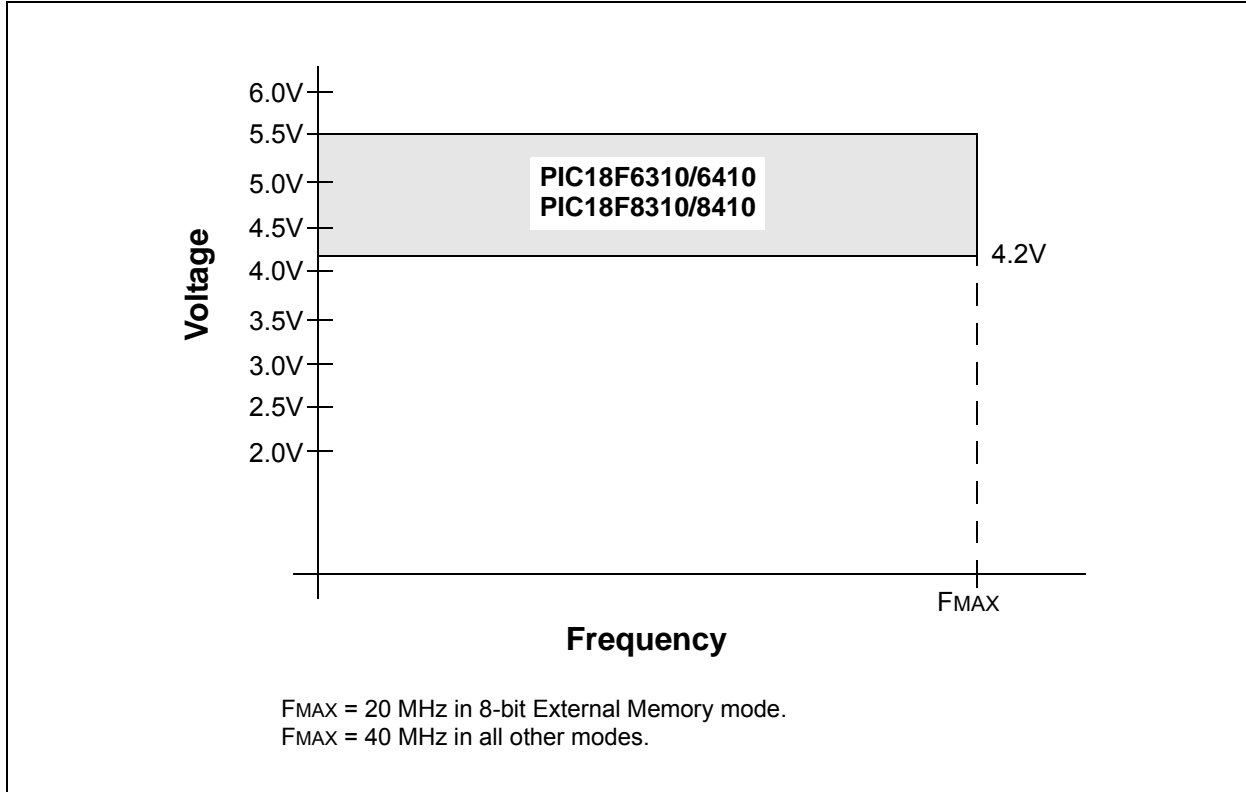 6.0V
5.5V
5.0V
4.5V
4.0V
3.5V
3.0V
2.5V
2.0V
Voltage
PIC18F6310/6410
PIC18F8310/8410
4.2V
FMAX
Frequency
FMAX = 20 MHz in 8-bit External Memory mode.
FMAX = 40 MHz in all other modes.